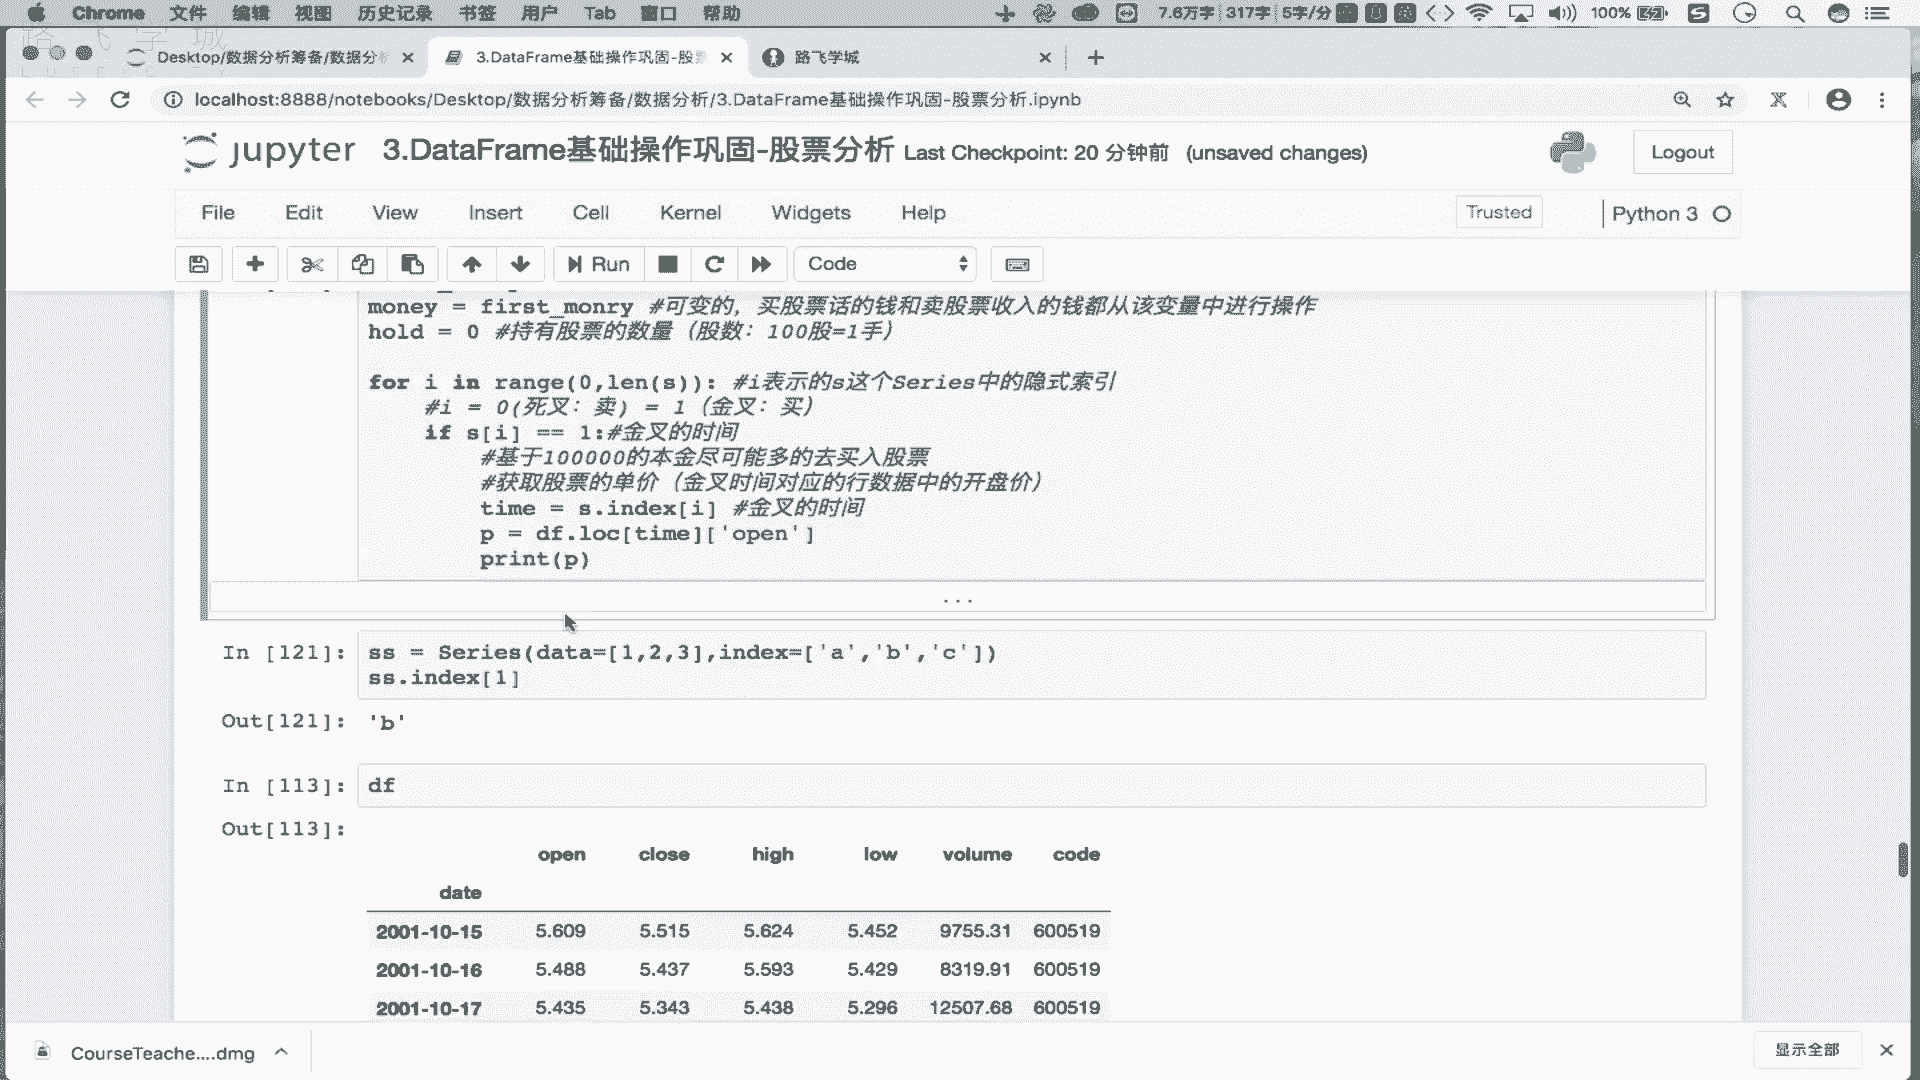 Chrome 文件 编辑 视图 历史记录 书签 用户 Tab 窗口 帮助 7.6万字 317字 5字/分 100%
路飞学城
Desktop/数据分析筹备/数据分析 3.DataFrame基础操作巩固-股票 路飞学城
localhost:8888/notebooks/Desktop/数据分析筹备/数据分析/3.DataFrame基础操作巩固-股票分析.ipynb
jupyter 3.DataFrame基础操作巩固-股票分析 Last Checkpoint: 20 分钟前 (unsaved changes) Logout
File Edit View Insert Cell Kernel Widgets Help Trusted Python 3
Run Code
money = first_monry #可变的，买股票话的钱和卖股票收入的钱都从该变量中进行操作
hold = 0 #持有股票的数量（股数：100股=1手）
for i in range(0,len(s)): #i表示的s这个Series中的隐式索引
#i = 0(死叉：卖) = 1（金叉：买）
if s[i] == 1:#金叉的时间
#基于100000的本金尽可能多的去买入股票
#获取股票的单价（金叉时间对应的行数据中的开盘价）
time = s.index[i] #金叉的时间
p = df.loc[time]['open']
print(p)
...
In [121]: ss = Series(data=[1,2,3],index=['a','b','c'])
ss.index[1]
Out[121]: 'b'
In [113]: df
Out[113]:
open close high low volume code
date
2001-10-15 5.609 5.515 5.624 5.452 9755.31 600519
2001-10-16 5.488 5.437 5.593 5.429 8319.91 600519
2001-10-17 5.435 5.343 5.438 5.296 12507.68 600519
CourseTeache....dmg 显示全部